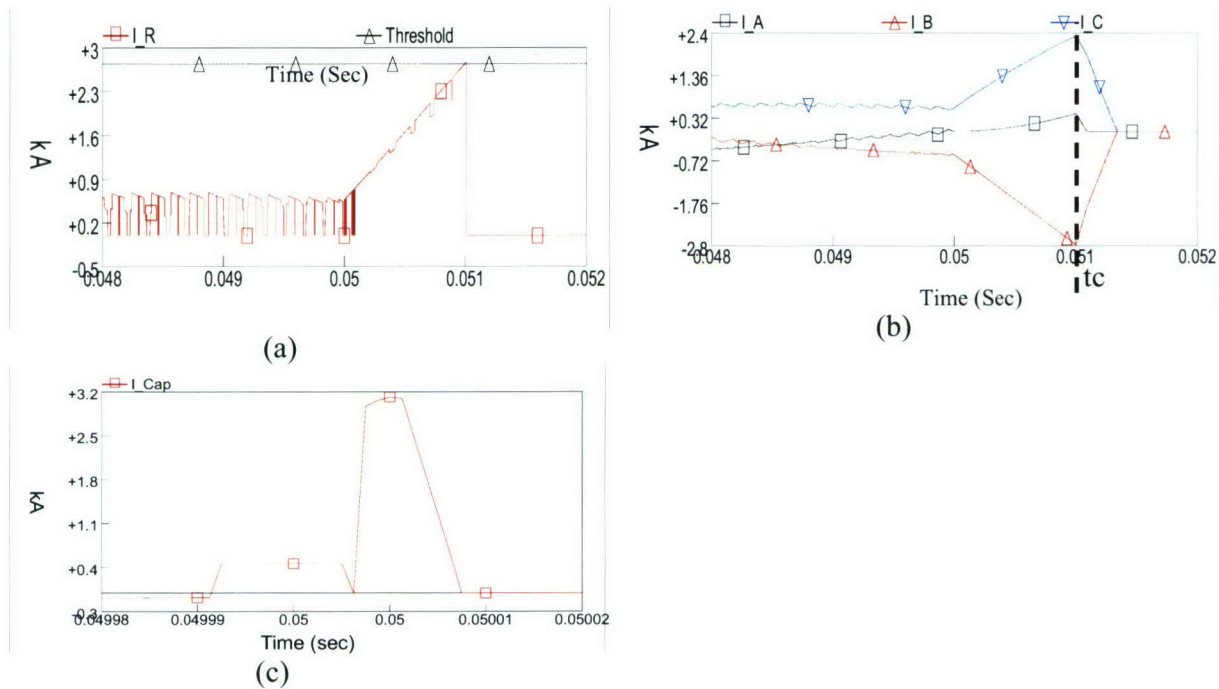 I_R Threshold
+3
Time (Sec)
+2.3
+1.6
kA
+0.9
+0.2
-0.5
0.048 0.049 0.05 0.051 0.052
(a)
I_A I_B I_C
+2.4
+1.36
+0.32
kA
-0.72
-1.76
-2.8
0.048 0.049 0.05 0.051 0.052
tc
Time (Sec)
(b)
I_Cap
+3.2
+2.5
+1.8
kA
+1.1
+0.4
-0.3
0.04998 0.04999 0.05 0.05 0.05001 0.05002
Time (sec)
(c)